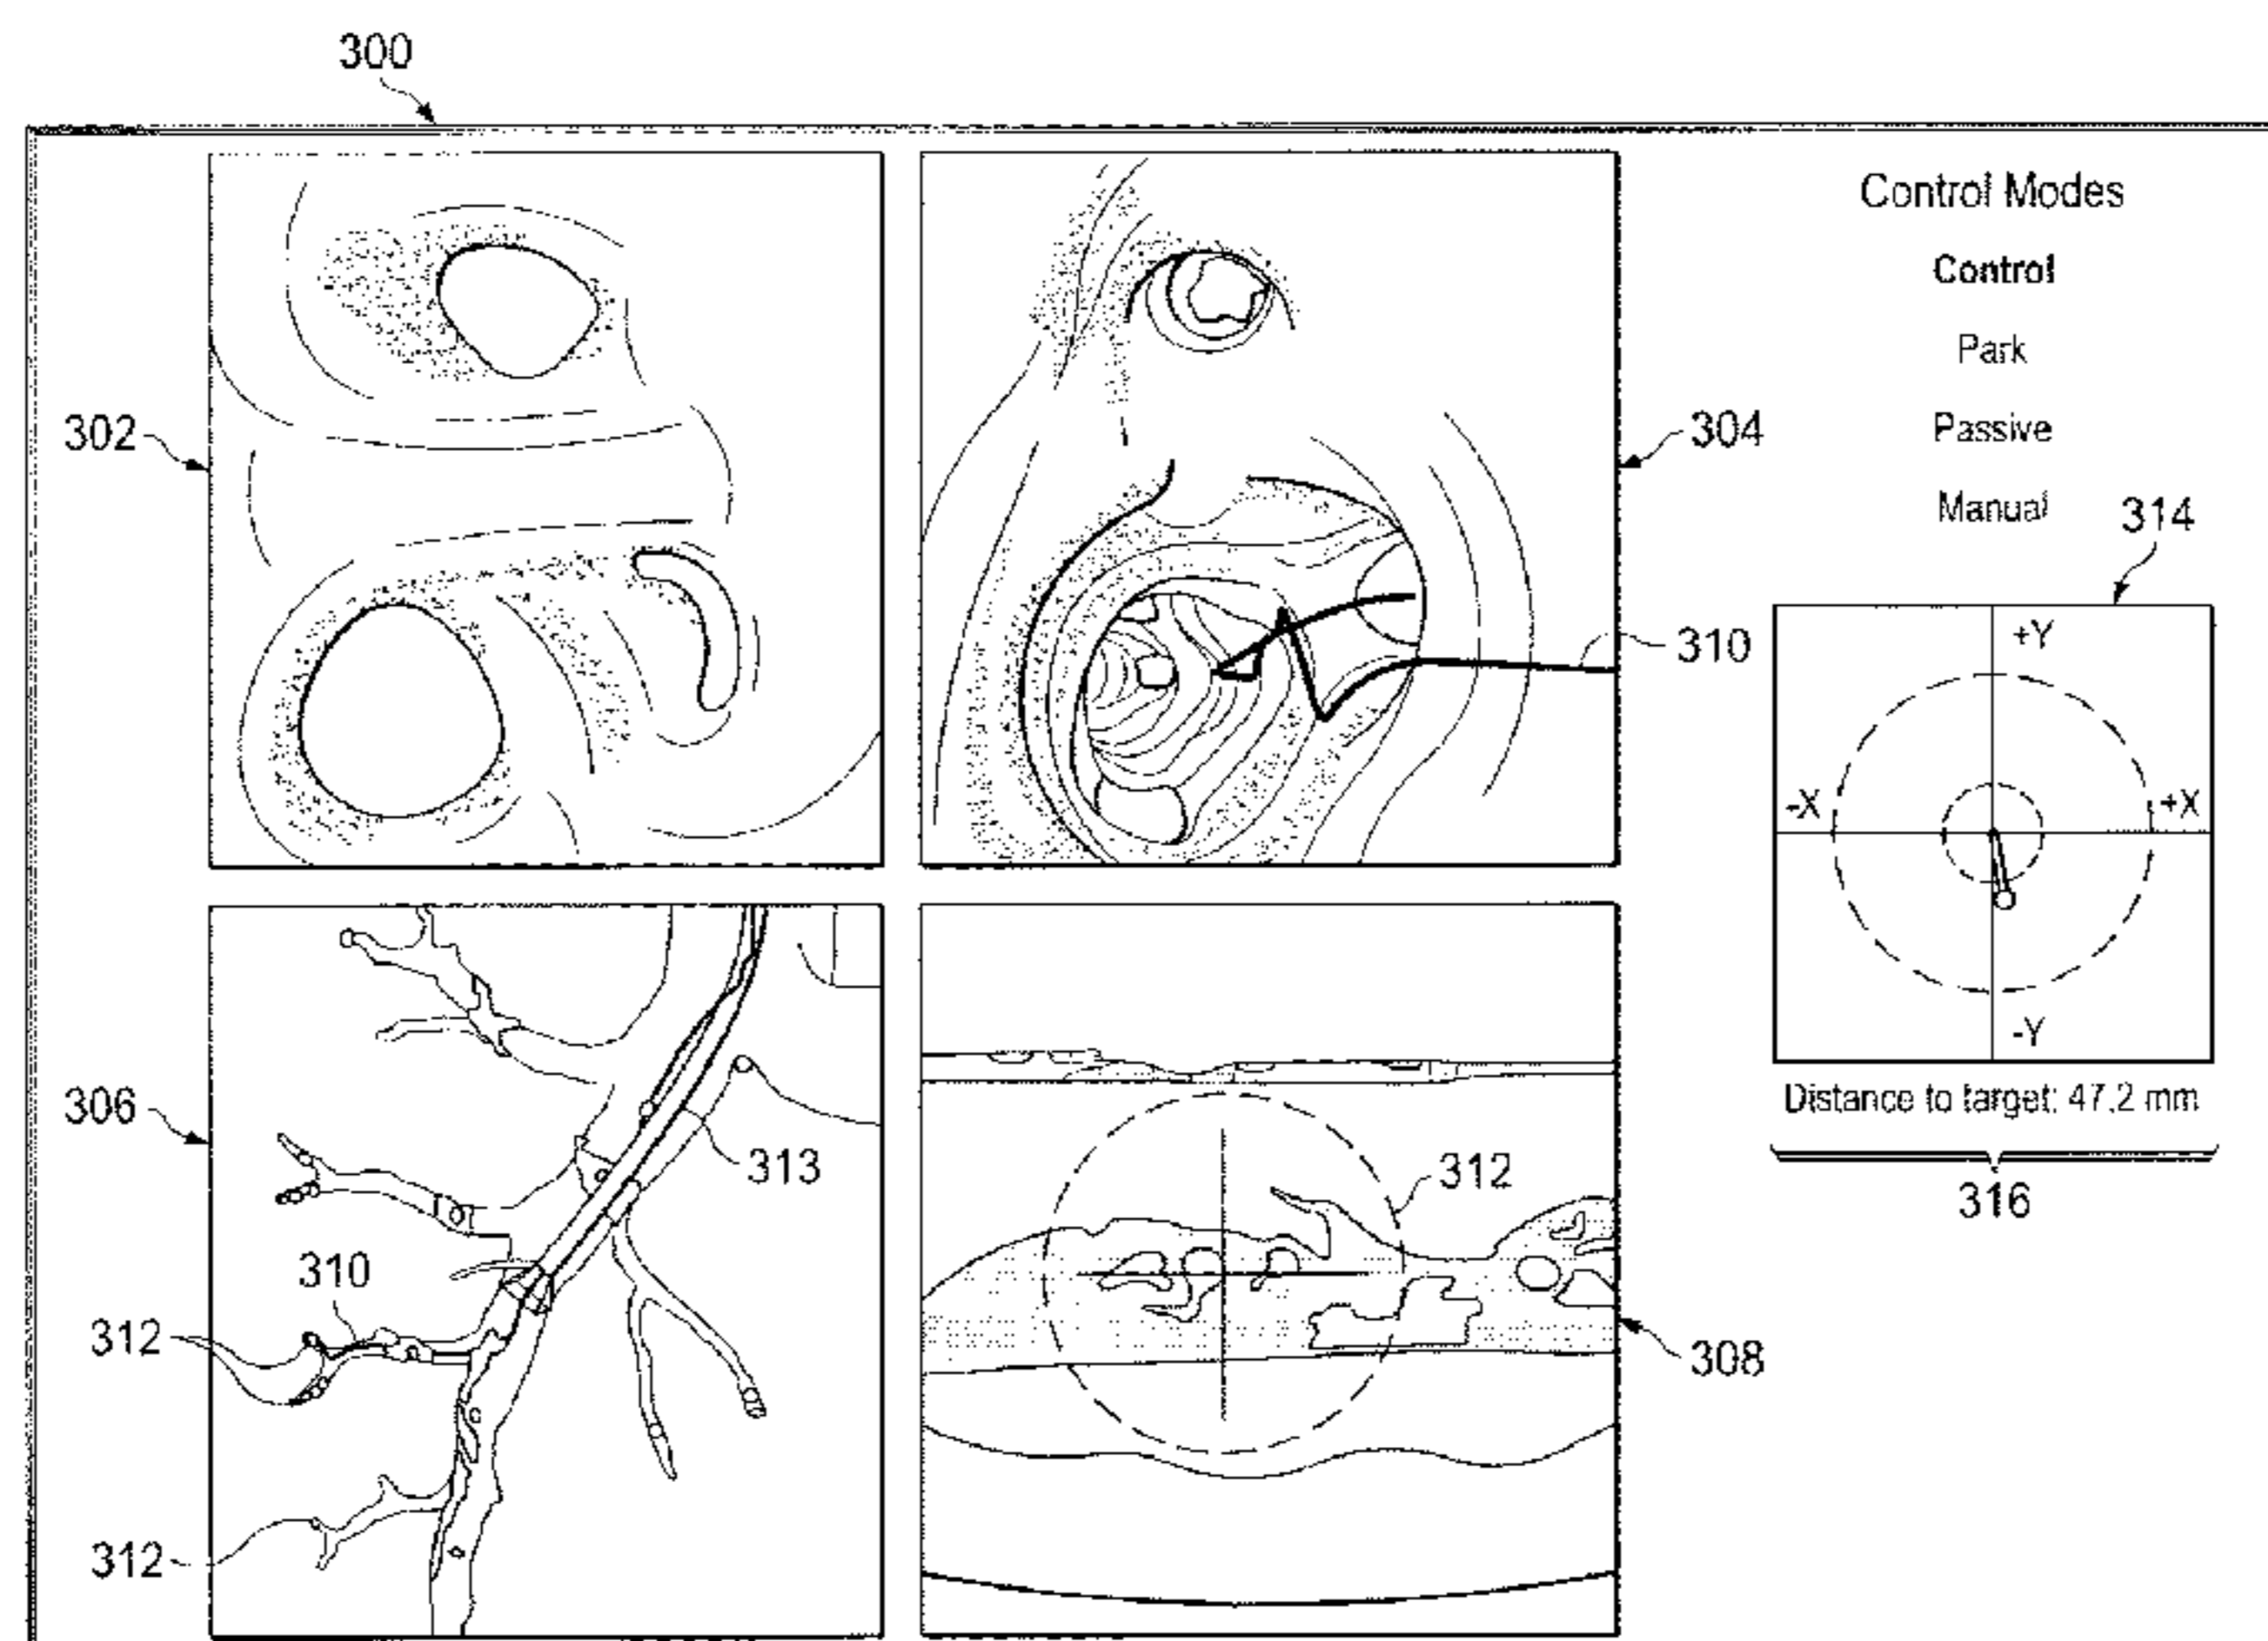 300
Control Modes
Control
Park
Passive
Manual
302
304
310
314
+Y
-X
+X
-Y
Distance to target: 47.2 mm
316
306
313
310
312
312
312
308